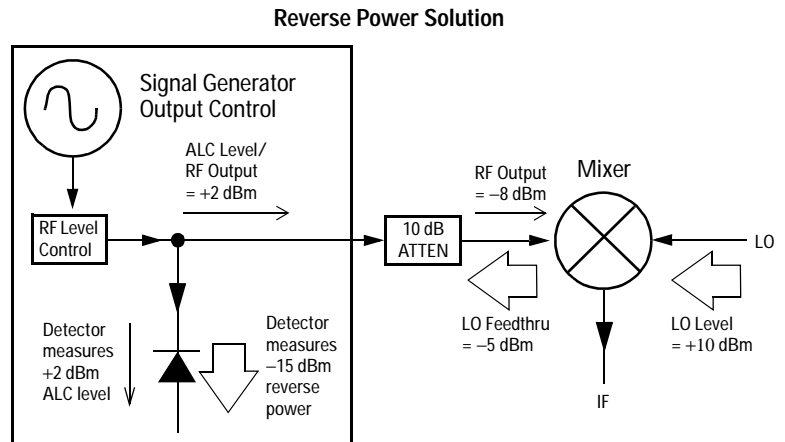 Reverse Power Solution
Signal Generator
Output Control
ALC Level/
RF Output
= +2 dBm
RF Level
Control
Detector
measures
+2 dBm
ALC level
Detector
measures
−15 dBm
reverse
power
10 dB
ATTEN
RF Output
= −8 dBm
Mixer
LO
LO Feedthru
= −5 dBm
LO Level
= +10 dBm
IF